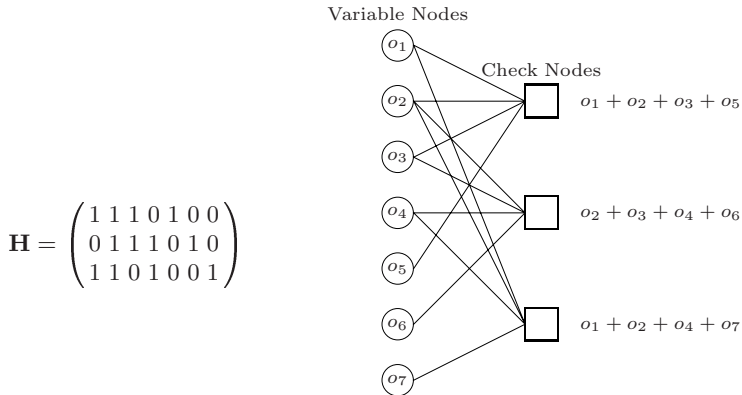 Variable Nodes
o₁
Check Nodes
o₂
o₁ + o₂ + o₃ + o₅
o₃
H = ( 1 1 1 0 1 0 0
0 1 1 1 0 1 0
1 1 0 1 0 0 1 )
o₄
o₂ + o₃ + o₄ + o₆
o₅
o₆
o₁ + o₂ + o₄ + o₇
o₇